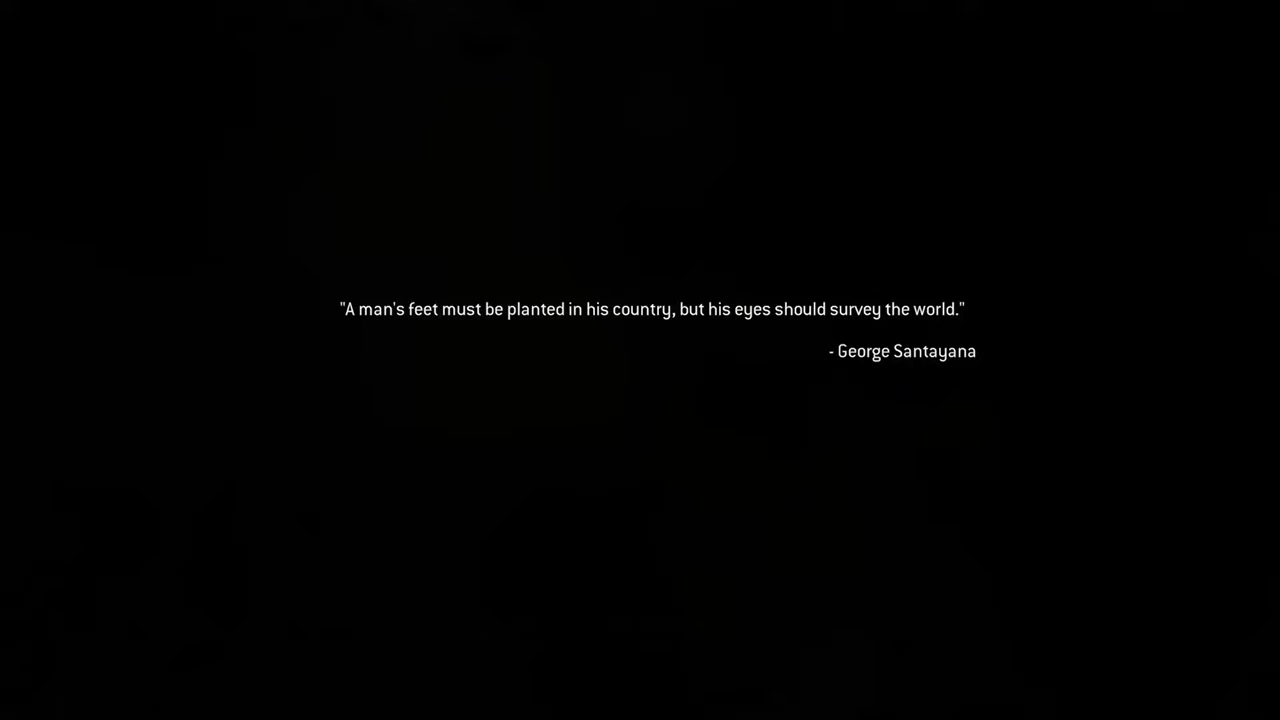 "A man's feet must be planted in his country, but his eyes should survey the world."
- George Santayana